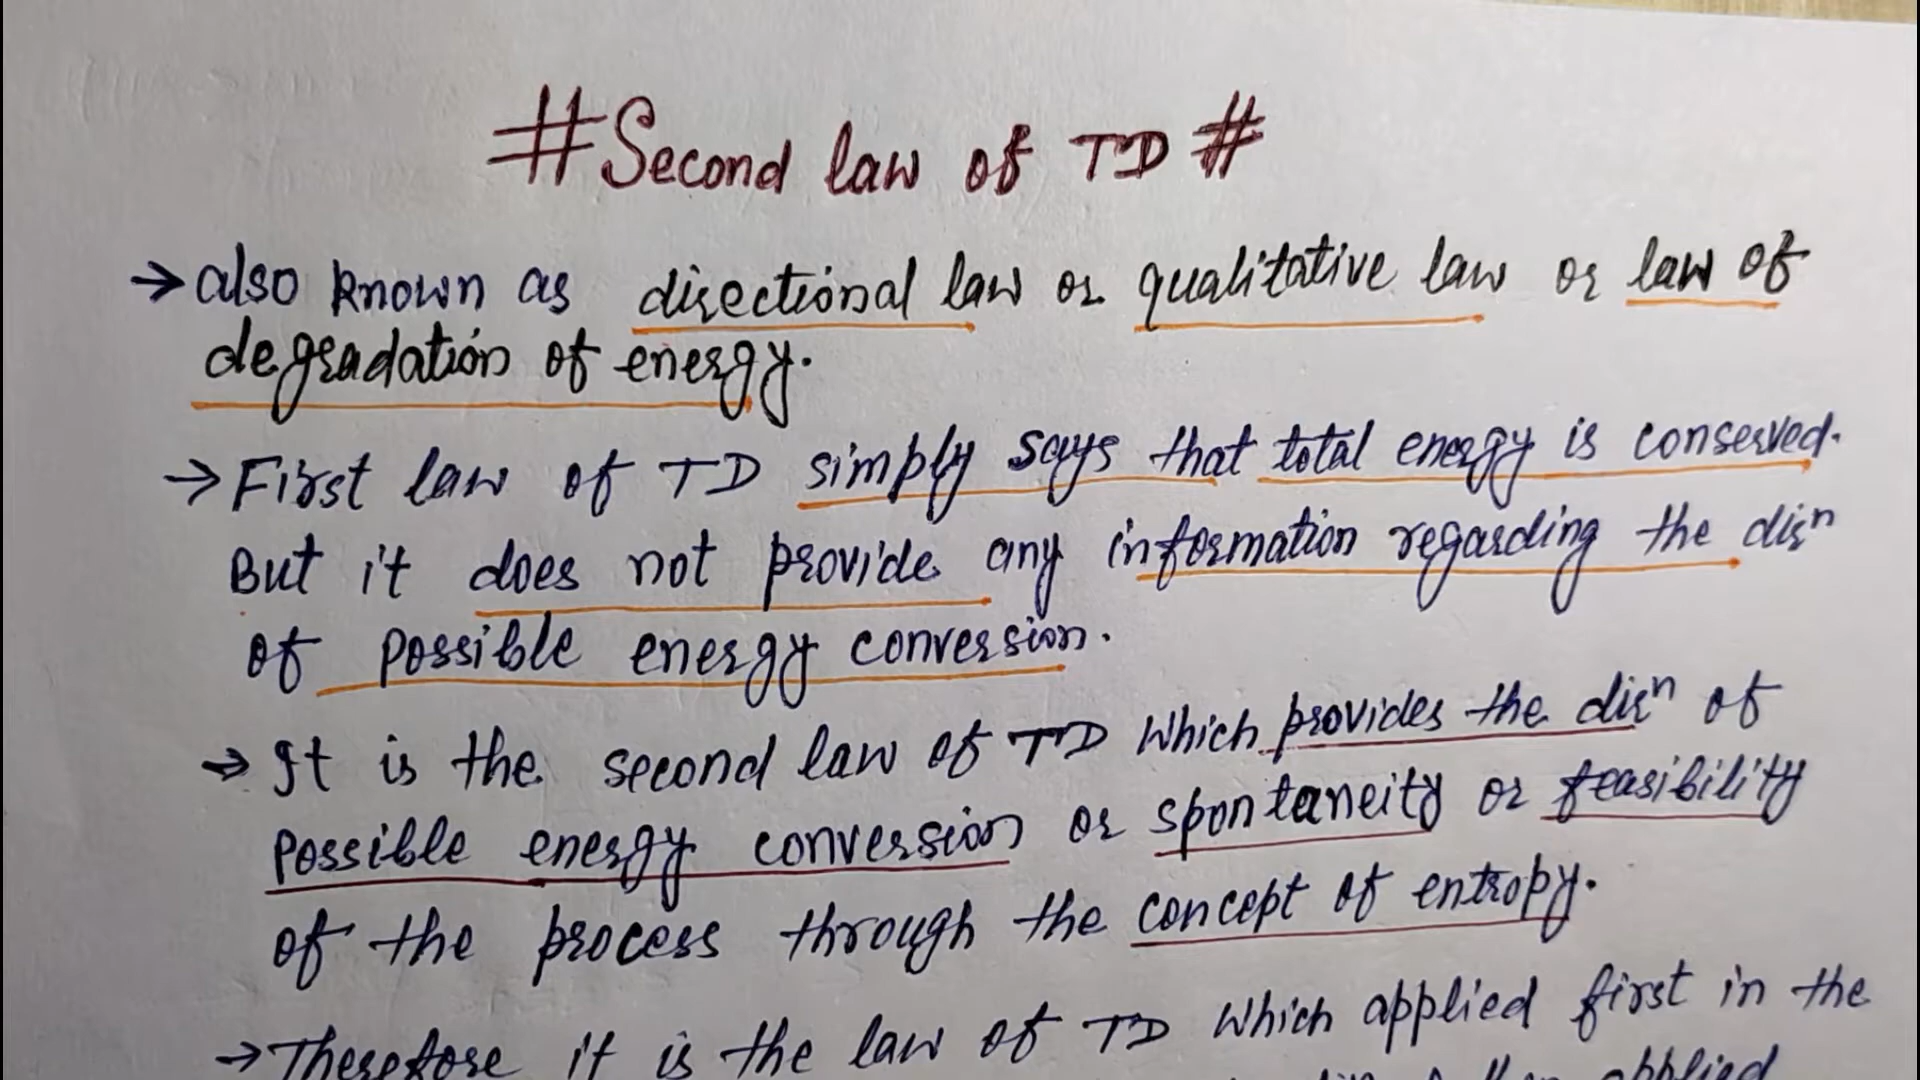 #Second law of TD#
→ also known as directional law or qualitative law or law of
degradation of energy.
→ First law of TD simply says that total energy is conserved.
But it does not provide any information regarding the dirⁿ
of possible energy conversion.
→ It is the second law of TD which provides the dirⁿ of
possible energy conversion or spontaneity or feasibility
of the process through the concept of entropy.
→ Therefore it is the law of TD which applied first in the
applied